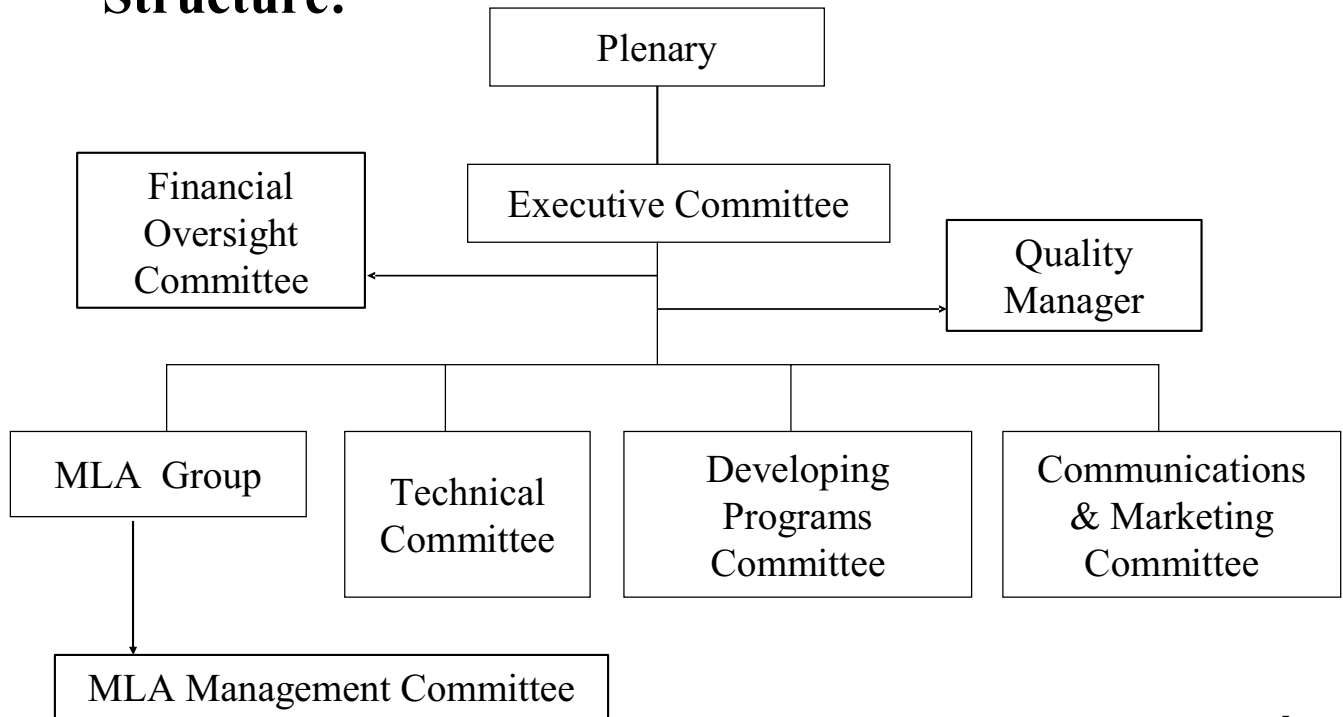 Structure:
Plenary
Financial
Oversight
Committee
Executive Committee
Quality
Manager
MLA Group
Technical
Committee
Developing
Programs
Committee
Communications
& Marketing
Committee
MLA Management Committee